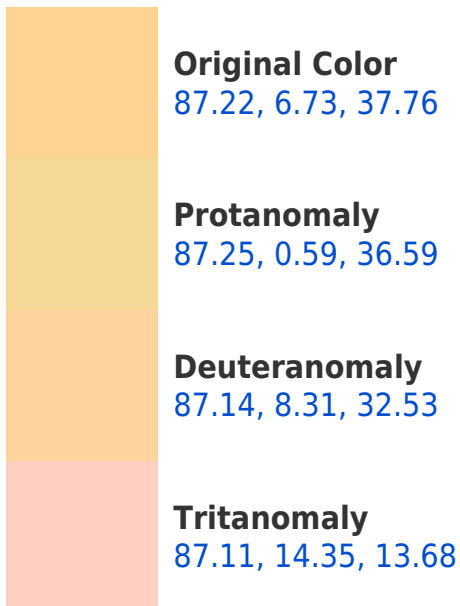 Original Color
87.22, 6.73, 37.76
Protanomaly
87.25, 0.59, 36.59
Deuteranomaly
87.14, 8.31, 32.53
Tritanomaly
87.11, 14.35, 13.68